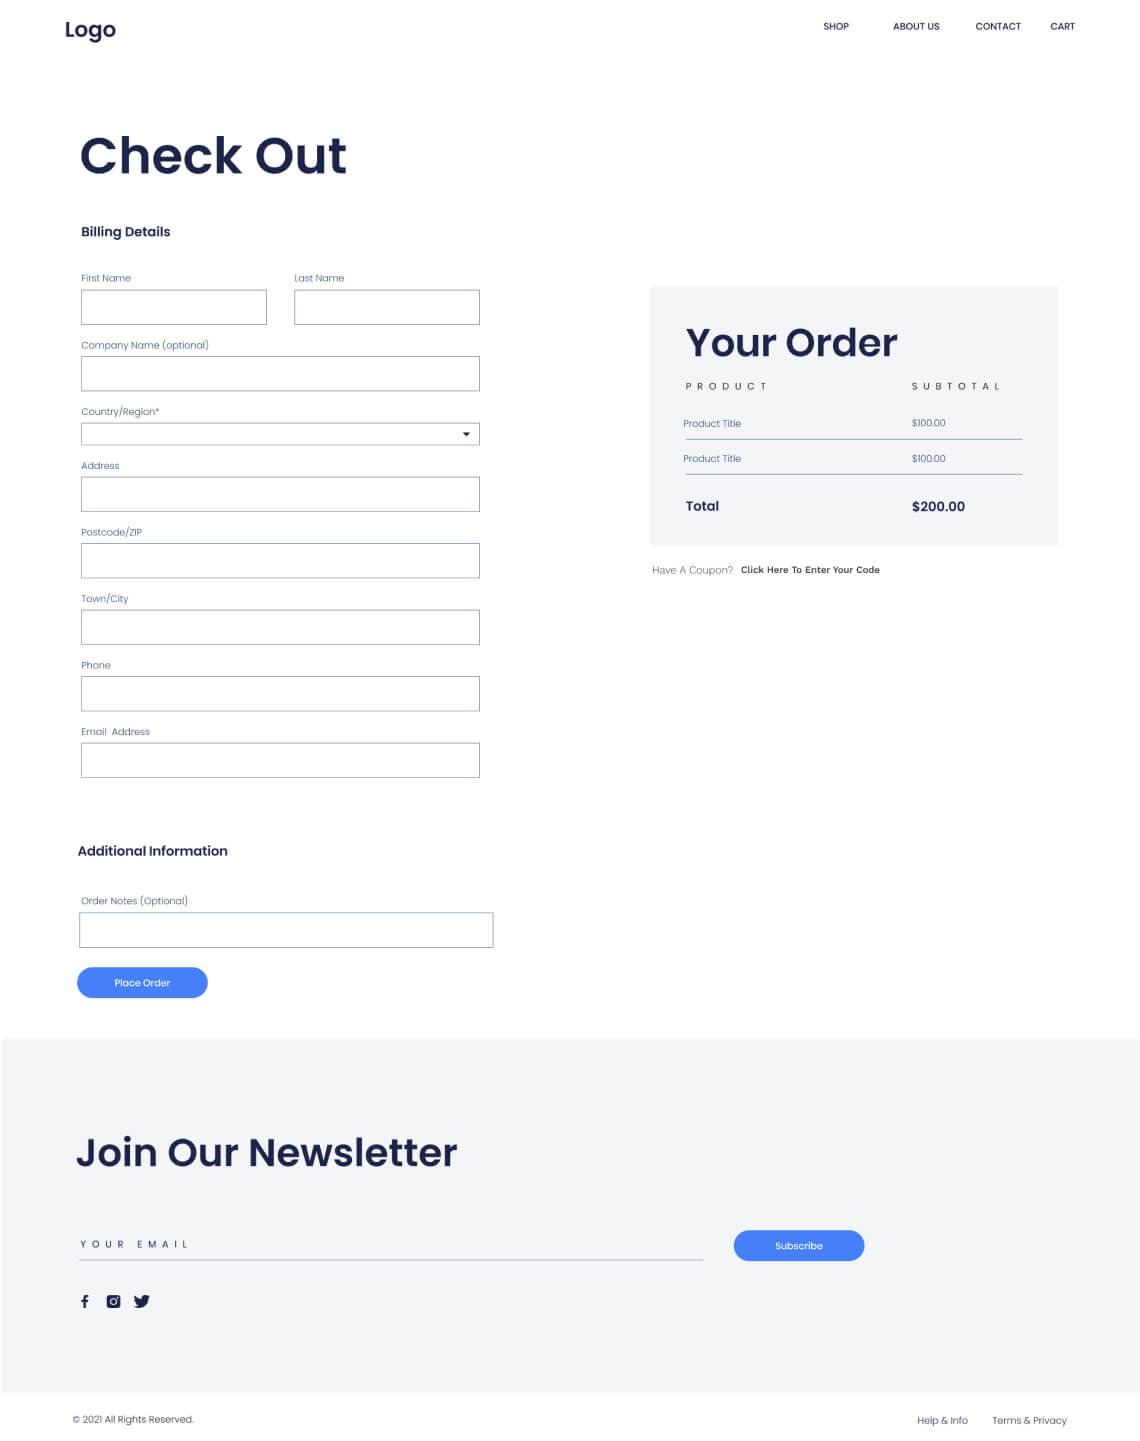 Logo
SHOP ABOUT US CONTACT CART
Check Out
Billing Details
First Name Last Name
Company Name (optional)
Country/Region*
Address
Postcode/ZIP
Town/City
Phone
Email Address
Your Order
PRODUCT SUBTOTAL
Product Title $100.00
Product Title $100.00
Total $200.00
Have A Coupon? Click Here To Enter Your Code
Additional Information
Order Notes (Optional)
Place Order
Join Our Newsletter
YOUR EMAIL Subscribe
© 2021 All Rights Reserved. Help & Info Terms & Privacy